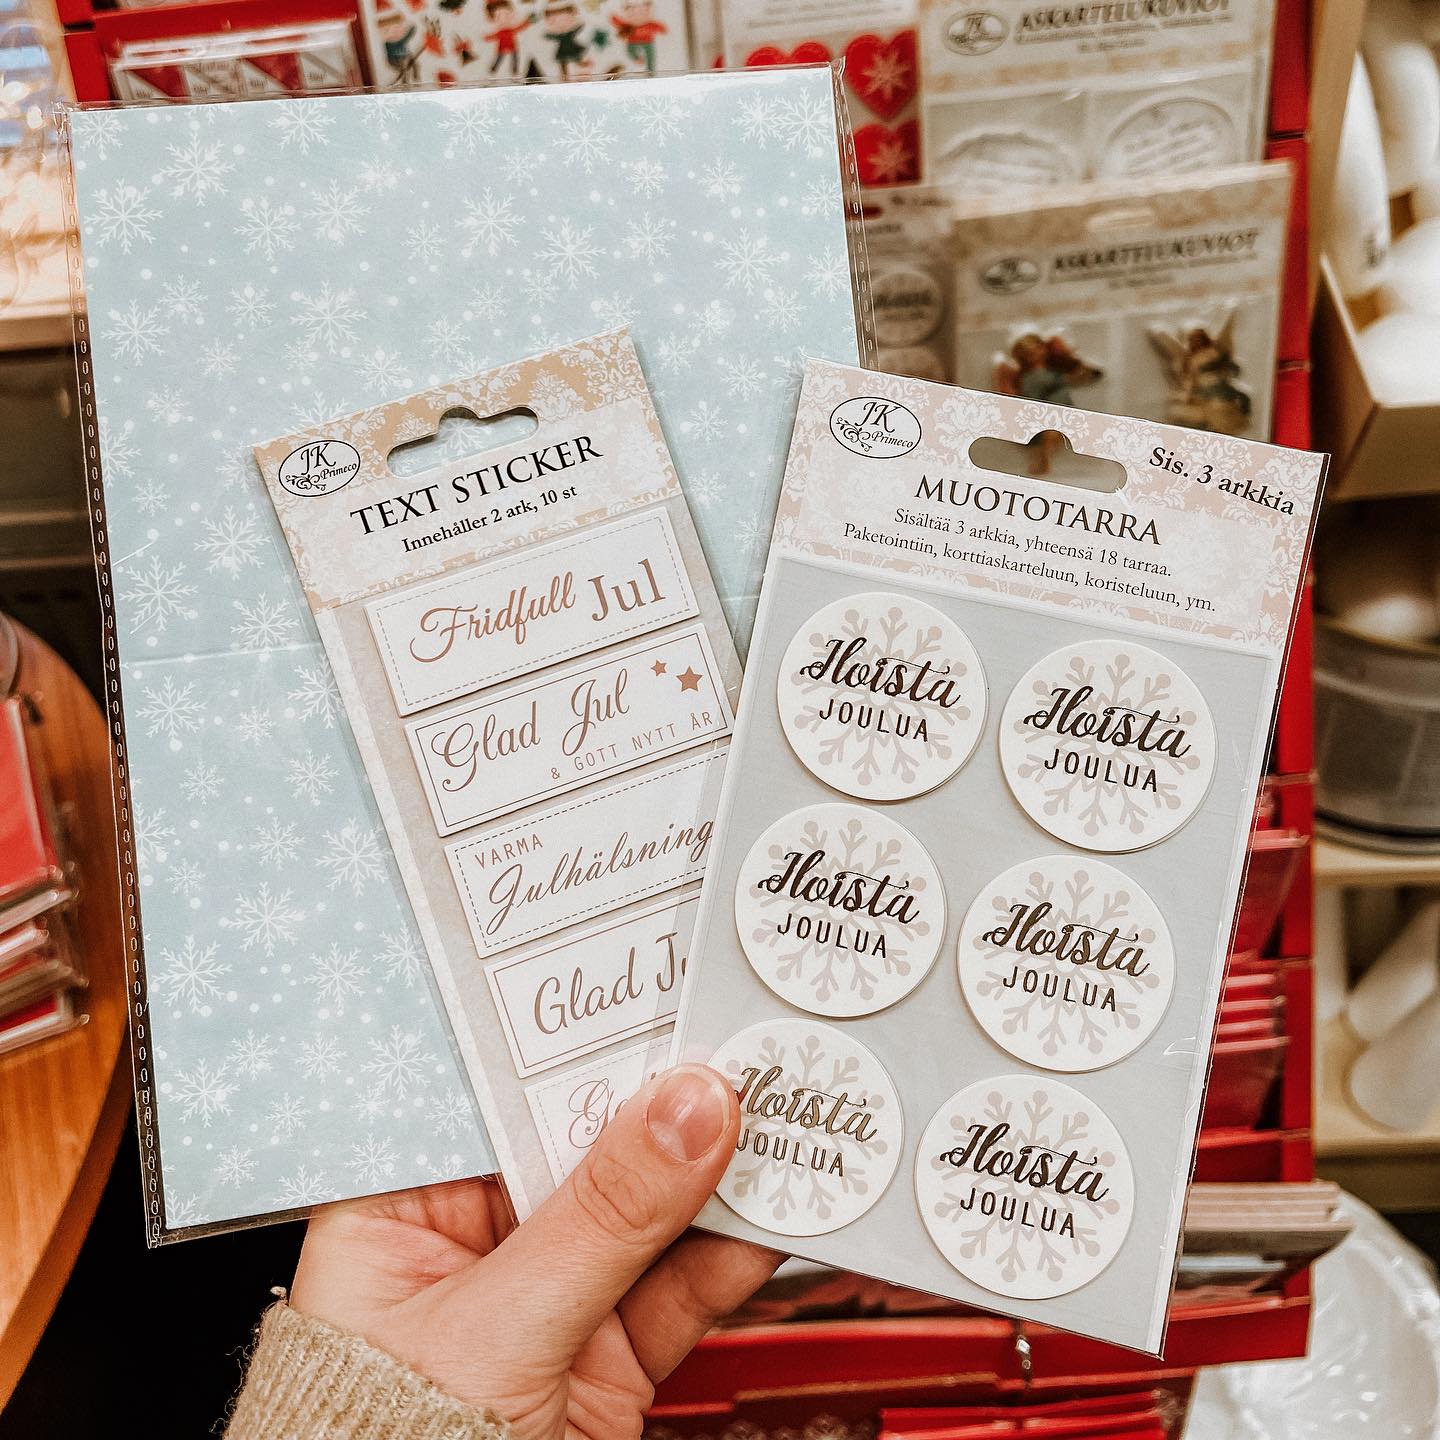 ASKARTELUKUVIOT
ASKARTELUKUVIOT
JK
Primeco
TEXT STICKER
Innehåller 2 ark, 10 st
Fridfull Jul
Glad Jul
& GOTT NYTT ÅR
VARMA
Julhälsning
Glad
JK
Primeco
Sis. 3 arkkia
MUOTOTARRA
Sisältää 3 arkkia, yhteensä 18 tarraa.
Paketointiin, korttiaskarteluun, koristeluun, ym.
Iloista
JOULUA
Iloista
JOULUA
Iloista
JOULUA
Iloista
JOULUA
Iloista
JOULUA
Iloista
JOULUA